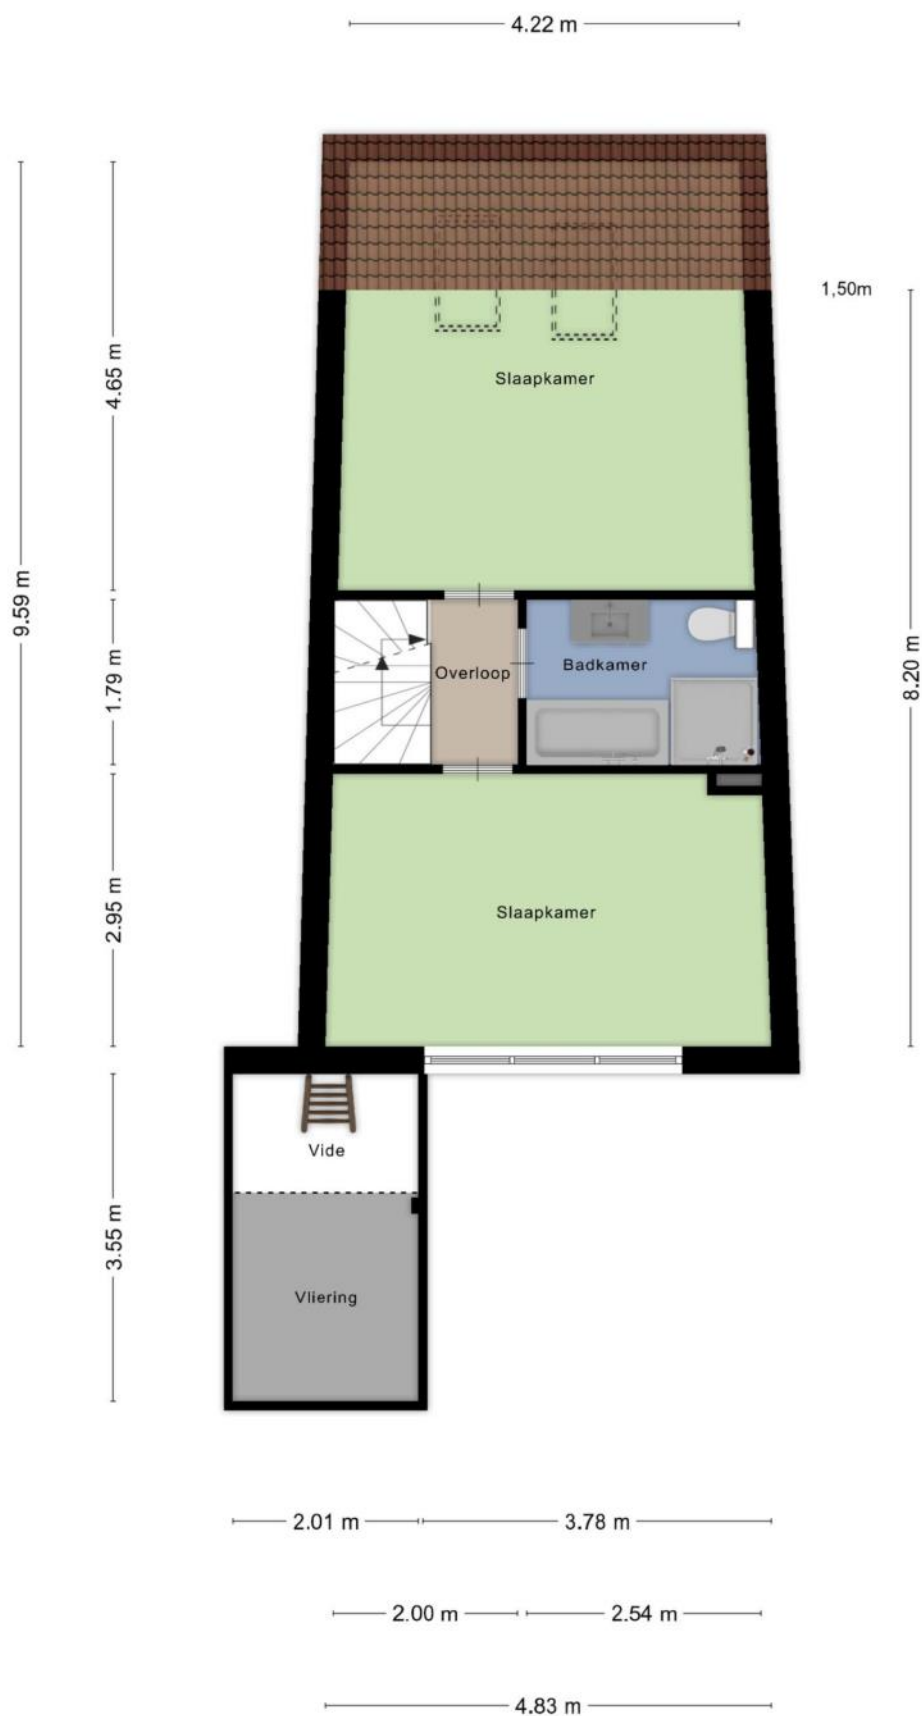 4.22 m
1,50m
4.65 m
Slaapkamer
9.59 m
1.79 m
Overloop
Badkamer
8.20 m
2.95 m
Slaapkamer
Vide
3.55 m
Vliering
2.01 m
3.78 m
2.00 m
2.54 m
4.83 m